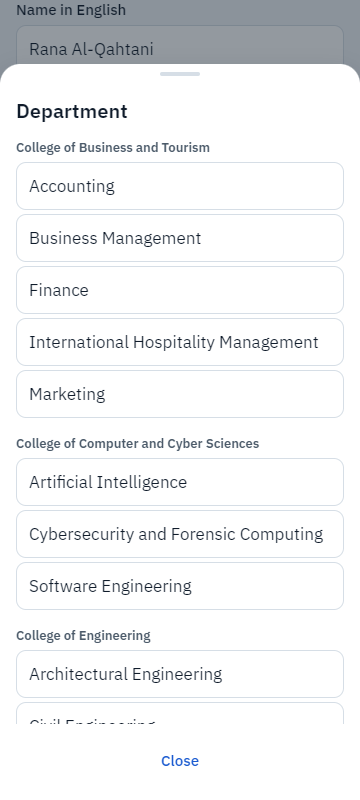 Name in English
Rana Al-Qahtani
Department
College of Business and Tourism
Accounting
Business Management
Finance
International Hospitality Management
Marketing
College of Computer and Cyber Sciences
Artificial Intelligence
Cybersecurity and Forensic Computing
Software Engineering
College of Engineering
Architectural Engineering
Civil Engineering
Close